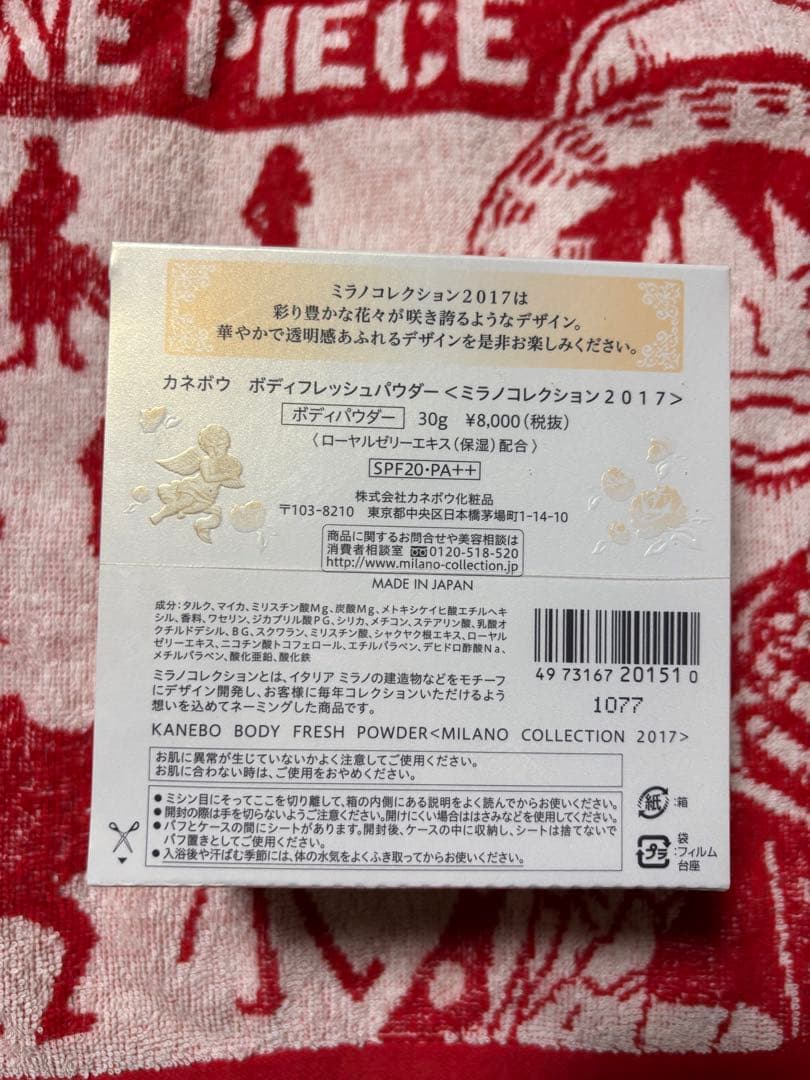 NE PIECE
ミラノコレクション2017は
彩り豊かな花々が咲き誇るようなデザイン。
華やかで透明感あふれるデザインを是非お楽しみください。
カネボウ ボディフレッシュパウダー<ミラノコレクション2017>
ボディパウダー 30g ¥8,000(税抜)
〈ローヤルゼリーエキス(保湿)配合〉
SPF20・PA++
株式会社カネボウ化粧品
〒103-8210 東京都中央区日本橋茅場町1-14-10
商品に関するお問合せや美容相談は
消費者相談室 0120-518-520
http://www.milano-collection.jp
MADE IN JAPAN
成分:タルク、マイカ、ミリスチン酸Mg、炭酸Mg、メトキシケイヒ酸エチルヘキ
シル、香料、ワセリン、ジカプリル酸PG、シリカ、メチコン、ステアリン酸、乳酸オ
クチルドデシル、BG、スクワラン、ミリスチン酸、シャクヤク根エキス、ローヤル
ゼリーエキス、ニコチン酸トコフェロール、エチルパラベン、デヒドロ酢酸Na、
メチルパラベン、酸化亜鉛、酸化鉄
4973167201510
1077
ミラノコレクションとは、イタリア ミラノの建造物などをモチーフ
にデザイン開発し、お客様に毎年コレクションいただけるよう
想いを込めてネーミングした商品です。
KANEBO BODY FRESH POWDER<MILANO COLLECTION 2017>
お肌に異常が生じていないかよく注意してご使用ください。
お肌に合わない時は、ご使用をおやめください。
●ミシン目にそってここを切り離して、箱の内側にある説明をよく読んでからお使いください。
●開封の際は手を切らないようご注意ください。開けにくい場合ははさみなどを使用してください。
●パフとケースの間にシートがあります。開封後、ケースの中に収納し、シートは捨てないで
パフ置きとしてご使用ください。
●入浴後や汗ばむ季節には、体の水気をよくふき取ってからお使いください。
紙:箱
プラ:袋
フィルム
台座